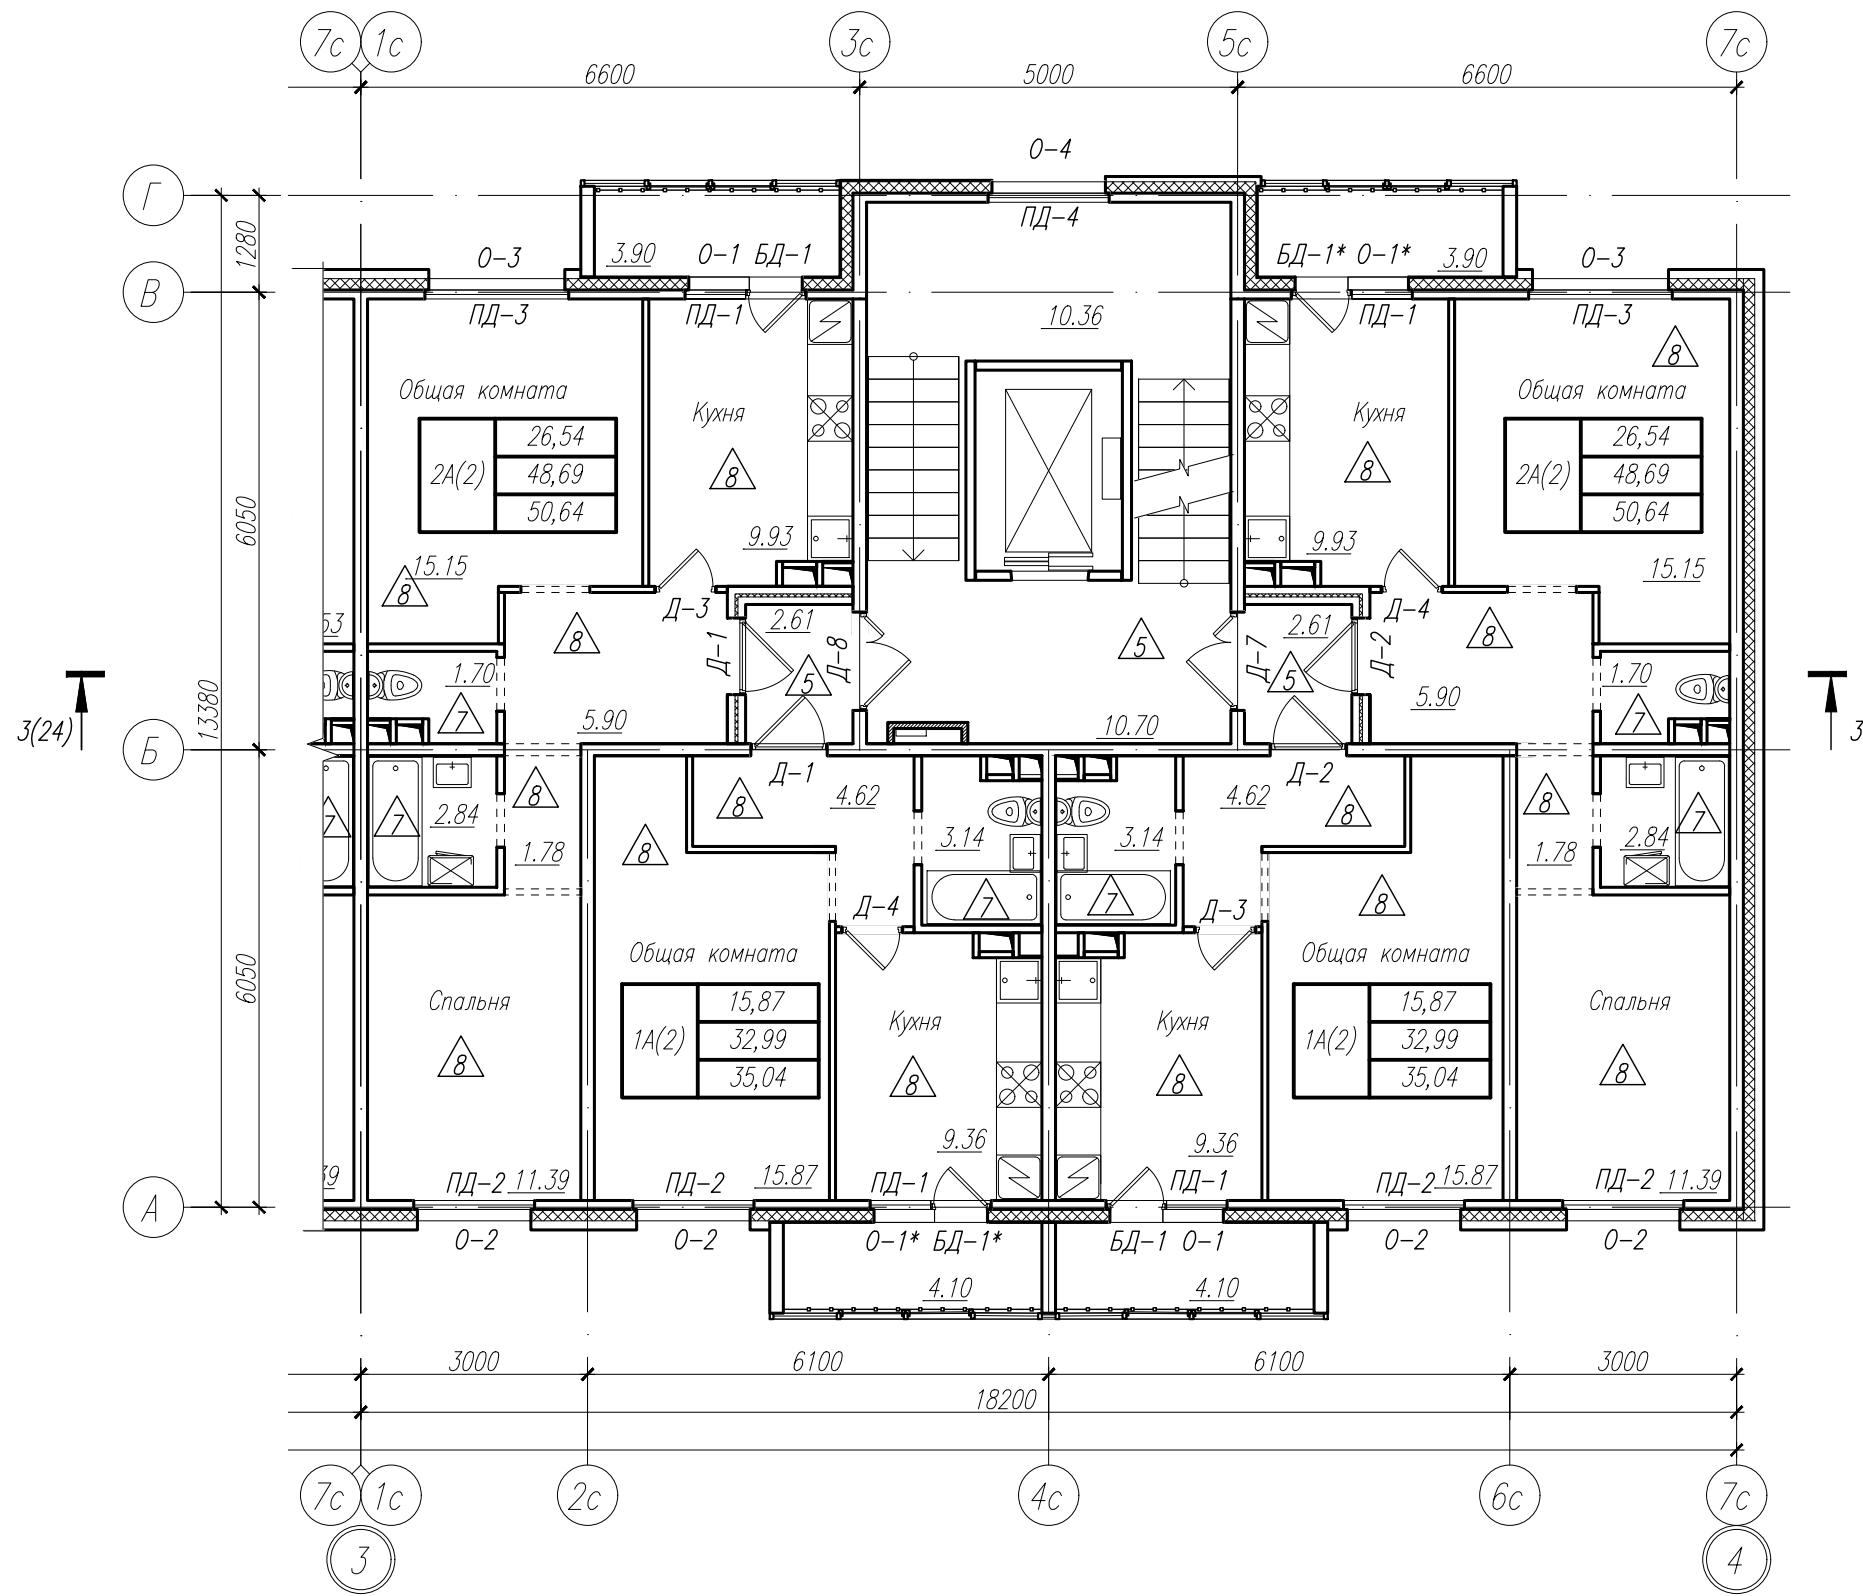 7с 1с 3с 5с 7с
6600 5000 6600
О-4
Г
ПД-4
1280
О-3 3.90 О-1 БД-1 БД-1* О-1* 3.90 О-3
В
ПД-3 ПД-1 10.36 ПД-1 ПД-3
8
Общая комната Кухня Кухня Общая комната
2А(2) 26,54 48,69 50,64
8 8
2А(2) 26,54 48,69 50,64
6050
9.93 9.93
15.15 15.15
8
Д-3 2.61 2.61 Д-4
53 8 8
Д-1 Д-8 5 Д-7 Д-2
1.70 5 5 1.70
13380
7 5.90 5.90 7
3(24) 10.70 3
Б
Д-1 Д-2
8 8 4.62 4.62 8 8
7 7 2.84 3.14 3.14 2.84 7
1.78 8 1.78
7 7 8
Д-4 Д-3
Общая комната Общая комната
6050
Спальня 1А(2) 15,87 32,99 35,04 Кухня Кухня 1А(2) 15,87 32,99 35,04 Спальня
8 8 8 8
9.36 9.36
39 ПД-2 11.39 ПД-2 15.87 ПД-1 ПД-1 ПД-2 15.87 ПД-2 11.39
А
О-2 О-2 О-1* БД-1* БД-1 О-1 О-2 О-2
4.10 4.10
3000 6100 6100 3000
18200
7с 1с 2с 4с 6с 7с
3 4